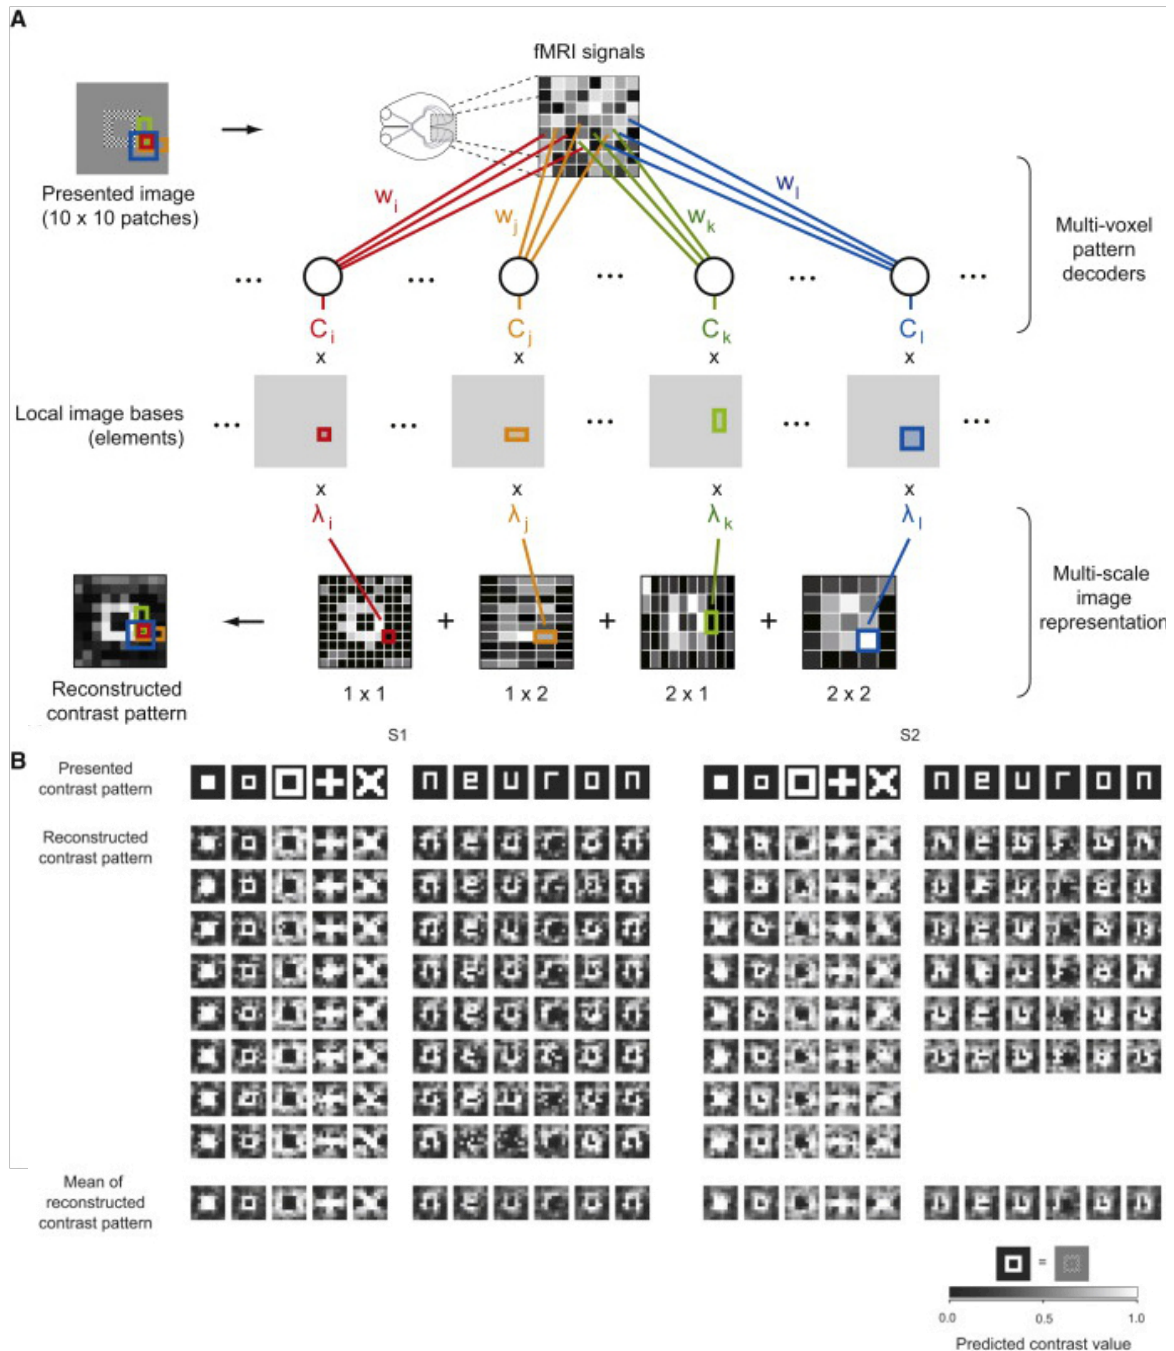 A
fMRI signals
Presented image
(10 x 10 patches)
w i
w j
w k
w l
Multi-voxel
pattern
decoders
... ... ... ... ...
C i
C j
C k
C l
x x x x
Local image bases
(elements)
... ... ... ... ...
x x x x
λ i
λ j
λ k
λ l
Multi-scale
image
representation
+ + +
Reconstructed
contrast pattern
1 x 1
1 x 2
2 x 1
2 x 2
S1
S2
B
Presented
contrast pattern
n e u r o n
n e u r o n
Reconstructed
contrast pattern
Mean of
reconstructed
contrast pattern
=
0.0 0.5 1.0
Predicted contrast value